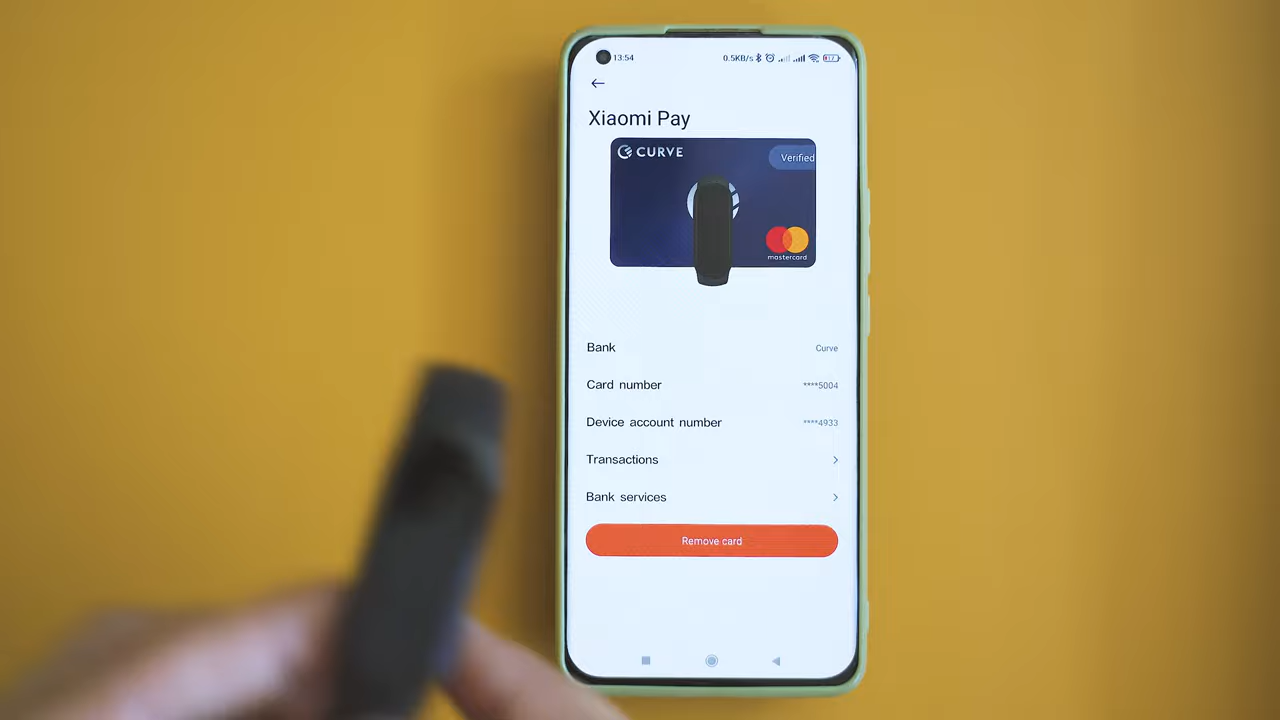 13:54
0.5KB/s
17
Xiaomi Pay
CURVE
Verified
mastercard
Bank Curve
Card number ****5004
Device account number ****4933
Transactions
Bank services
Remove card